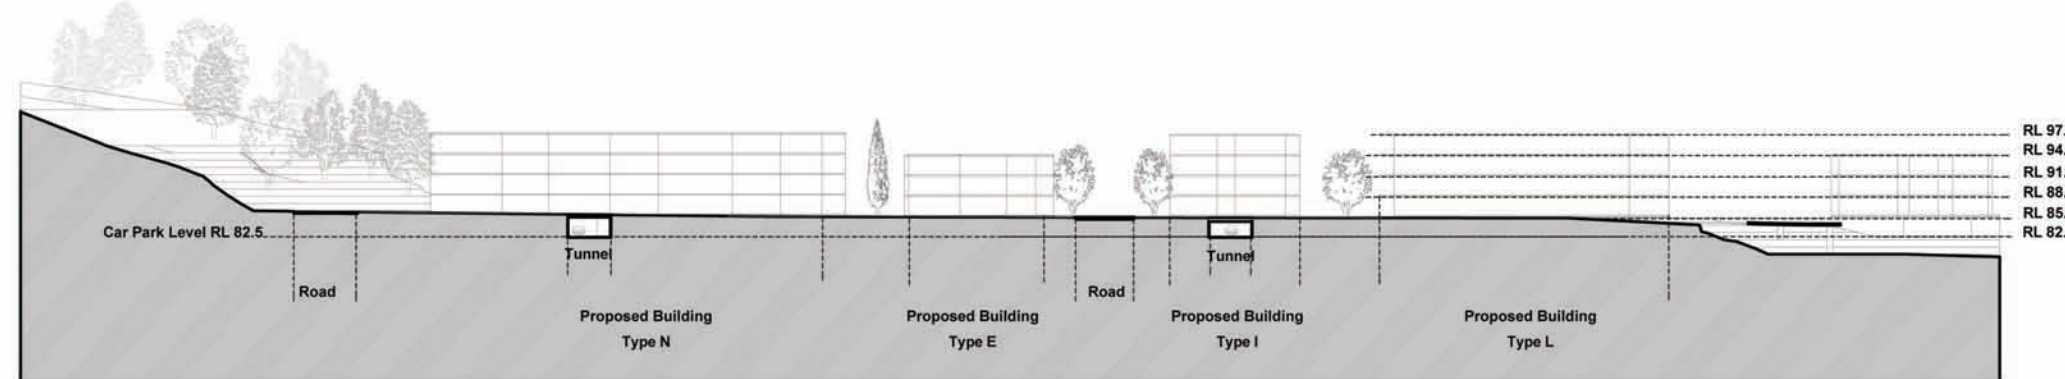 RL 97.
RL 94.
RL 91.
RL 88.
RL 85.
Car Park Level RL 82.5
RL 82.
Tunnel
Tunnel
Road
Road
Proposed Building
Type N
Proposed Building
Type E
Proposed Building
Type I
Proposed Building
Type L